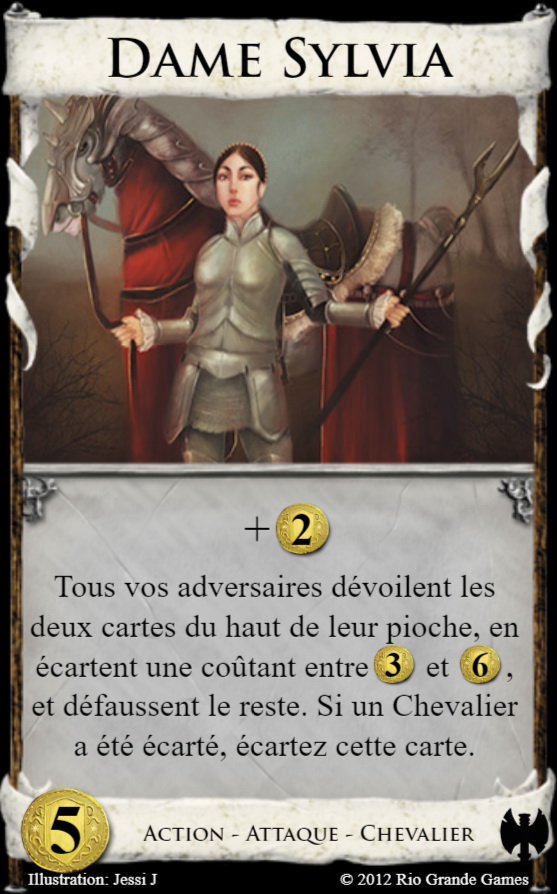 Dame Sylvia
+ 2
Tous vos adversaires dévoilent les
deux cartes du haut de leur pioche, en
écartent une coûtant entre 3 et 6 ,
et défaussent le reste. Si un Chevalier
a été écarté, écartez cette carte.
5 Action - Attaque - Chevalier
Illustration: Jessi J © 2012 Rio Grande Games